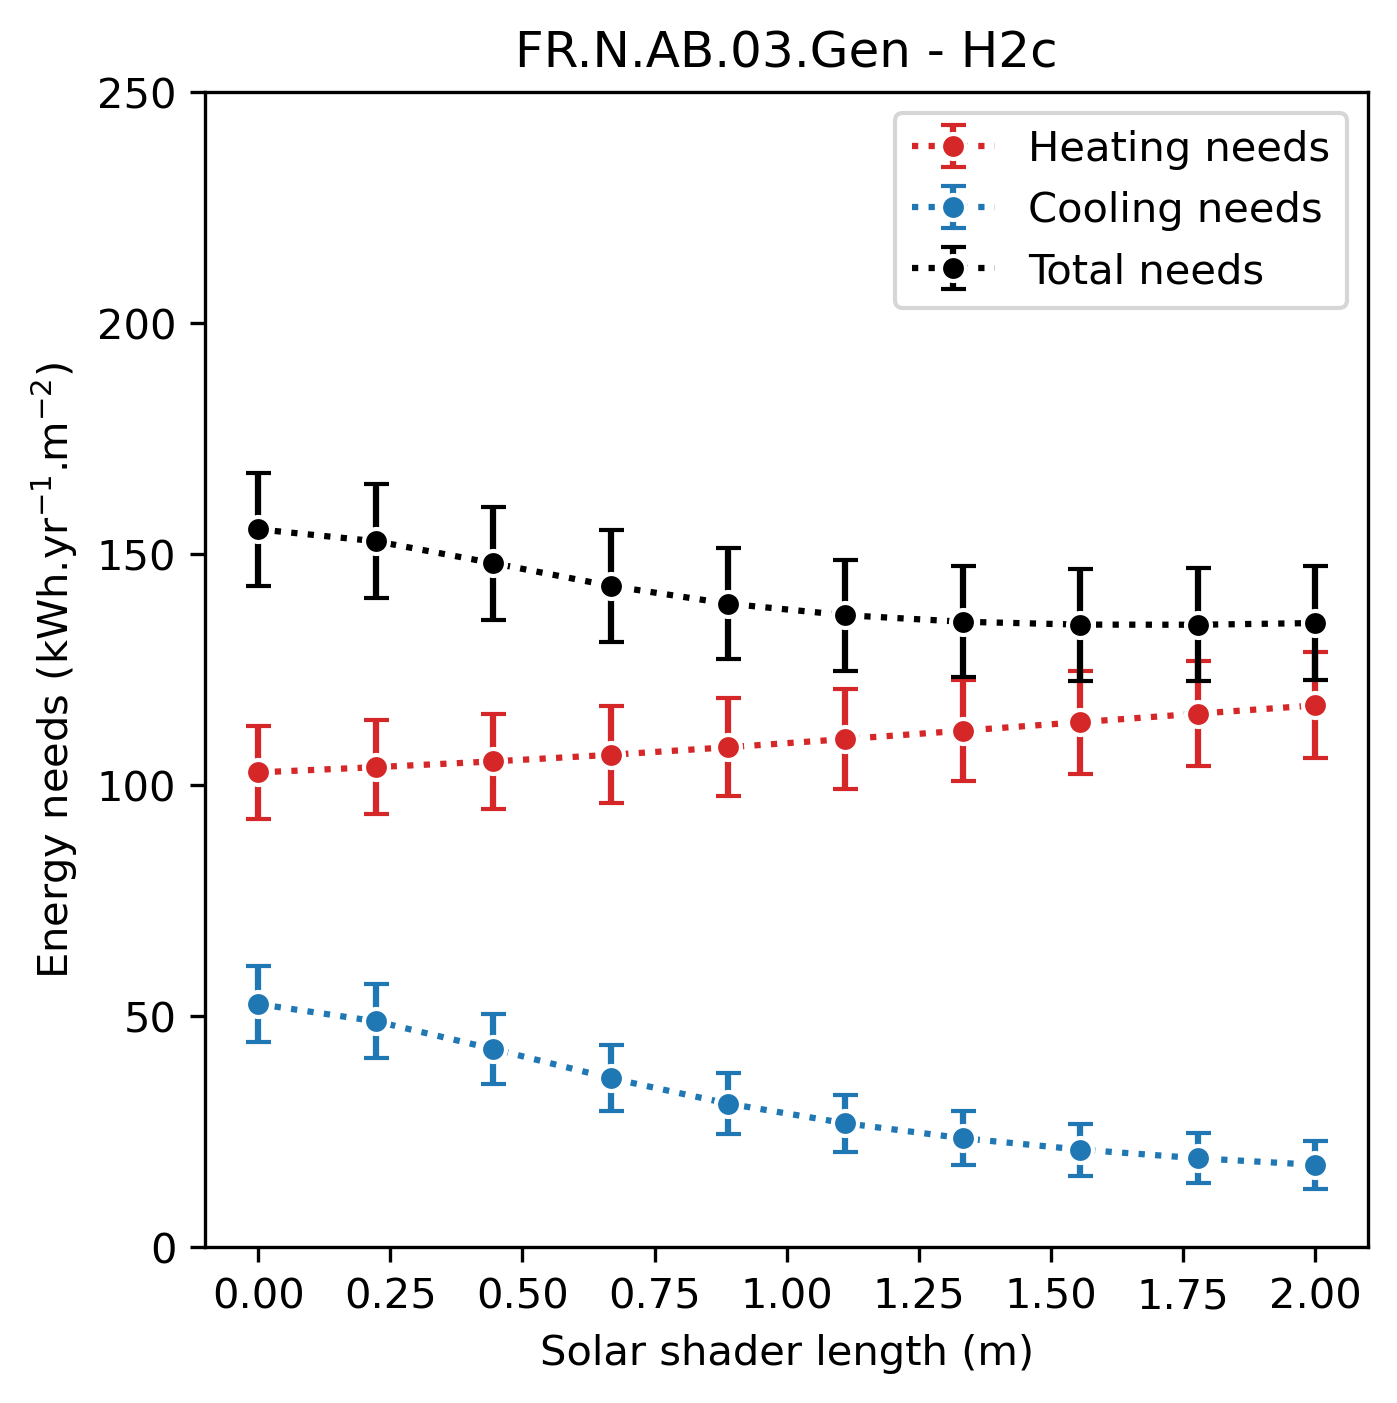 FR.N.AB.03.Gen - H2c
250
200
150
100
50
0
Energy needs (kWh.yr⁻¹.m⁻²)
Heating needs
Cooling needs
Total needs
0.00 0.25 0.50 0.75 1.00 1.25 1.50 1.75 2.00
Solar shader length (m)